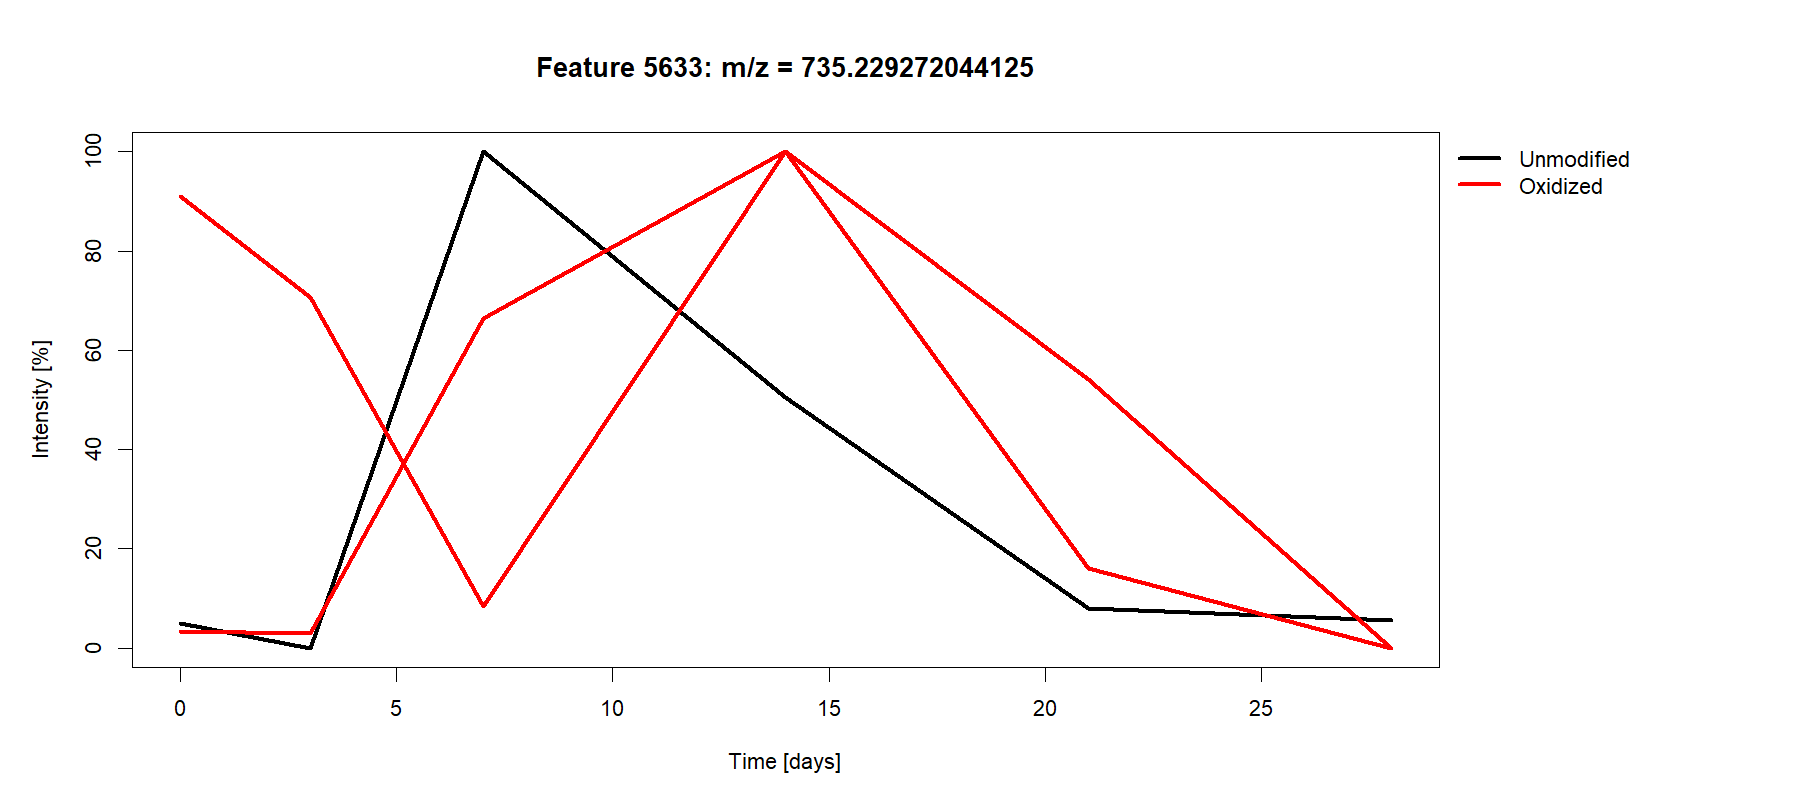 Feature 5633: m/z = 735.229272044125
Unmodified
Oxidized
Intensity [%]
100
80
60
40
20
0
0 5 10 15 20 25
Time [days]